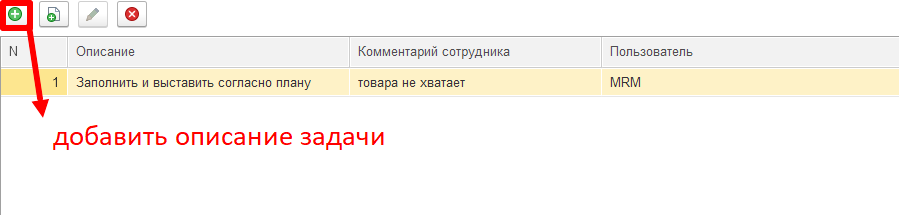 N Описание Комментарий сотрудника Пользователь
1 Заполнить и выставить согласно плану товара не хватает MRM
добавить описание задачи